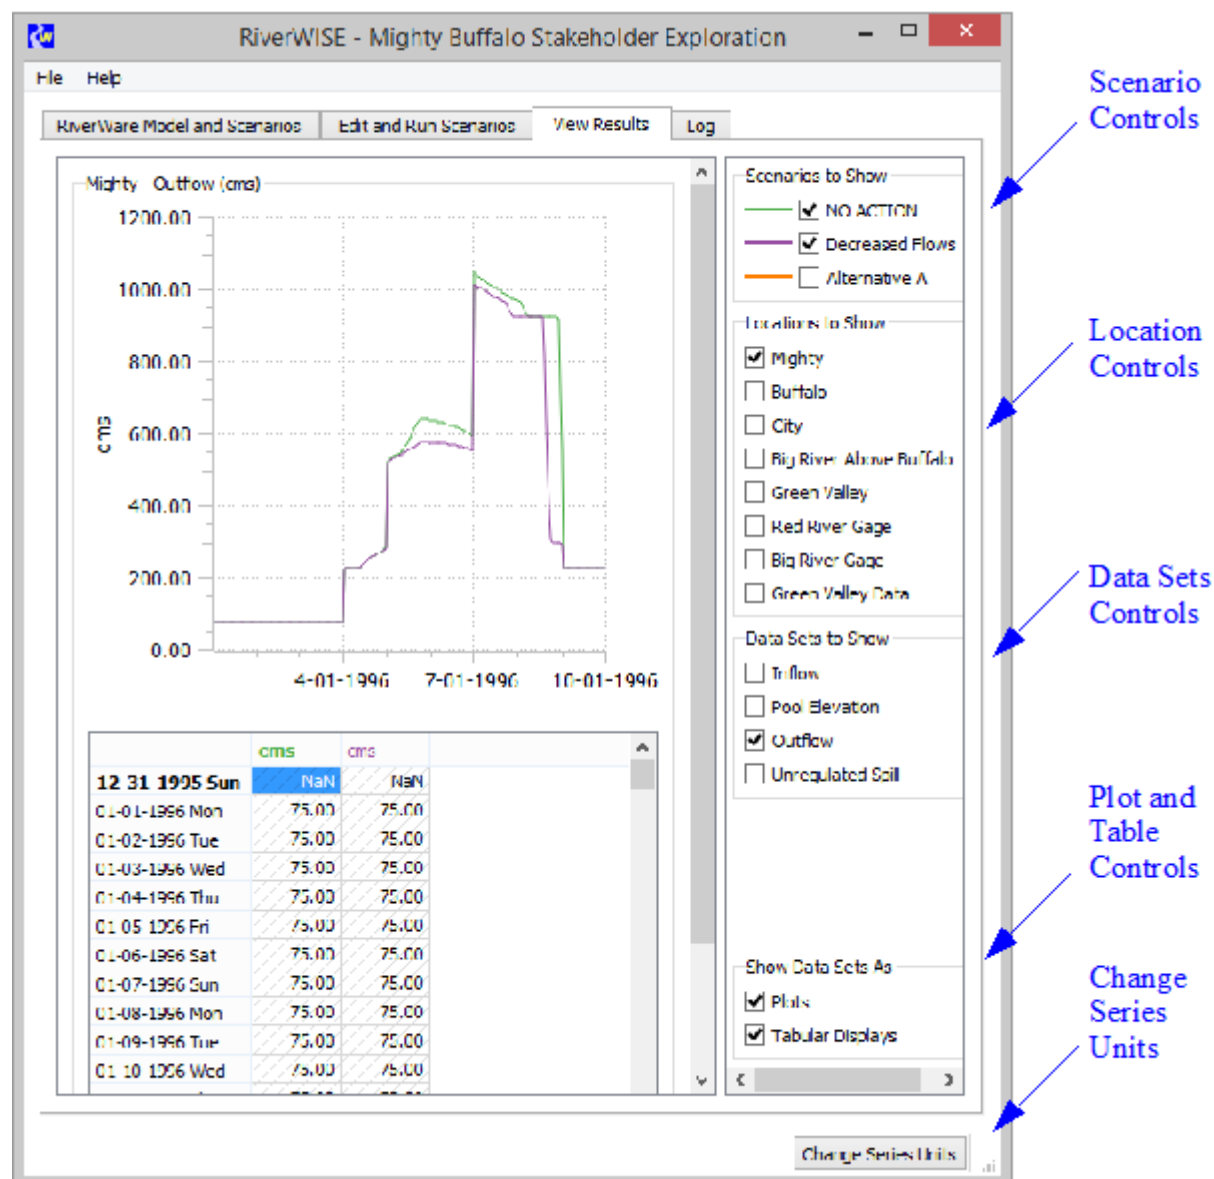 RiverWISE - Mighty Buffalo Stakeholder Exploration
File Help
RiverWare Model and Scenarios Edit and Run Scenarios View Results Log
Mighty Outflow (cms)
1200.00
1000.00
800.00
600.00
400.00
200.00
0.00
cms
4-01-1996 7-01-1996 10-01-1996
cms cms
12 31 1995 Sun NaN NaN
01-01-1996 Mon 75.00 75.00
01-02-1996 Tue 75.00 75.00
01-03-1996 Wed 75.00 75.00
01-04-1996 Thu 75.00 75.00
01 05 1996 Fri 75.00 75.00
01-06-1996 Sat 75.00 75.00
01-07-1996 Sun 75.00 75.00
01-08-1996 Mon 75.00 75.00
01-09-1996 Tue 75.00 75.00
01 10 1996 Wed 75.00 75.00
Scenarios to Show
NO ACTION
Decreased Flows
Alternative A
Locations to Show
Mighty
Buffalo
City
Big River Above Buffalo
Green Valley
Red River Gage
Big River Gage
Green Valley Data
Data Sets to Show
Inflow
Pool Elevation
Outflow
Unregulated Spill
Show Data Sets As
Plots
Tabular Displays
Change Series Units
Scenario
Controls
Location
Controls
Data Sets
Controls
Plot and
Table
Controls
Change
Series
Units